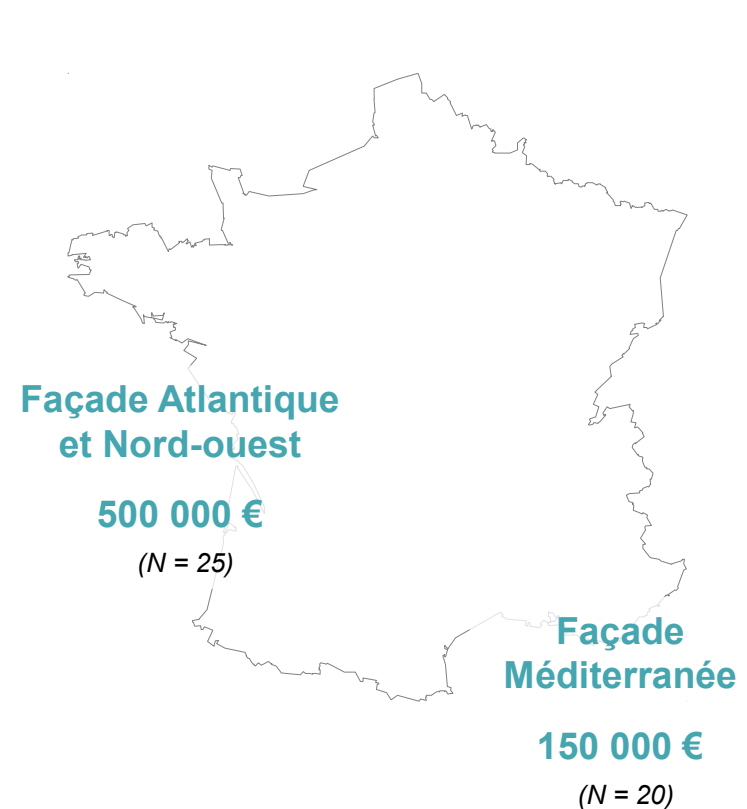 Façade Atlantique
et Nord-ouest
500 000 €
(N = 25)
Façade
Méditerranée
150 000 €
(N = 20)